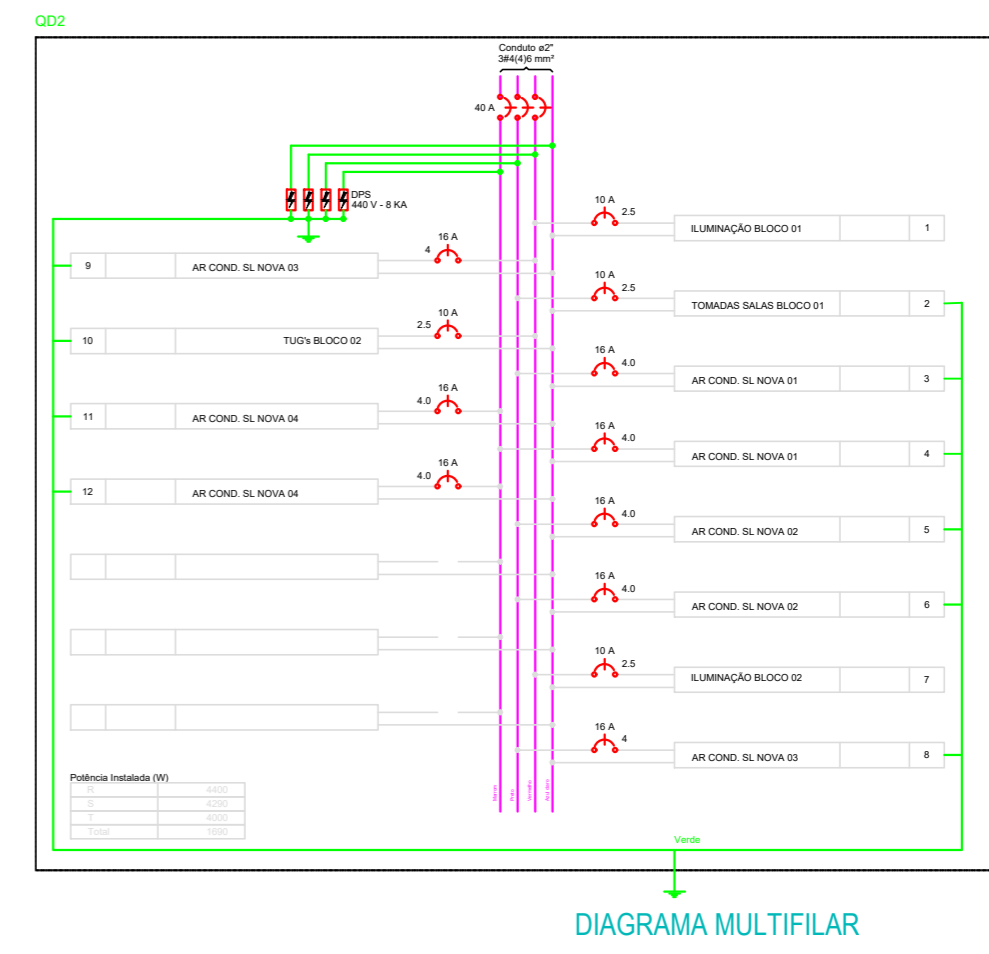 QD2
Conduto ø2"
3#4(4)6 mm²
40 A
DPS
440 V - 8 KA
10 A
2.5
ILUMINAÇÃO BLOCO 01
1
16 A
4
9
AR COND. SL NOVA 03
10 A
2.5
TOMADAS SALAS BLOCO 01
2
10 A
2.5
10
TUG's BLOCO 02
16 A
4.0
AR COND. SL NOVA 01
3
16 A
4.0
11
AR COND. SL NOVA 04
16 A
4.0
AR COND. SL NOVA 01
4
16 A
4.0
12
AR COND. SL NOVA 04
16 A
4.0
AR COND. SL NOVA 02
5
16 A
4.0
AR COND. SL NOVA 02
6
10 A
2.5
ILUMINAÇÃO BLOCO 02
7
16 A
4
AR COND. SL NOVA 03
8
Potência Instalada (W)
R 4400
S 4290
T 4000
Total 1690
Marrom
Preto
Vermelho
Azul claro
Verde
DIAGRAMA MULTIFILAR